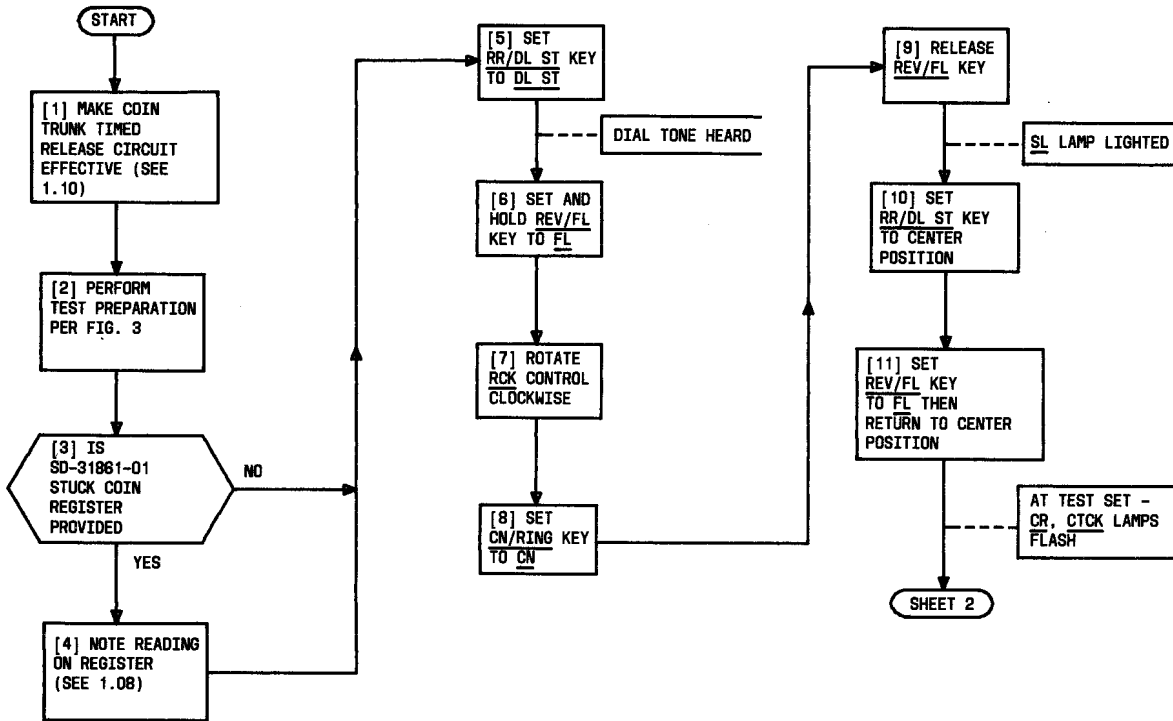 START
[1] MAKE COIN
TRUNK TIMED
RELEASE CIRCUIT
EFFECTIVE (SEE
1.10)
[2] PERFORM
TEST PREPARATION
PER FIG. 3
[3] IS
SD-31861-01
STUCK COIN
REGISTER
PROVIDED
NO
YES
[4] NOTE READING
ON REGISTER
(SEE 1.08)
[5] SET
RR/DL ST KEY
TO DL ST
DIAL TONE HEARD
[6] SET AND
HOLD REV/FL
KEY TO FL
[7] ROTATE
RCK CONTROL
CLOCKWISE
[8] SET
CN/RING KEY
TO CN
[9] RELEASE
REV/FL KEY
SL LAMP LIGHTED
[10] SET
RR/DL ST KEY
TO CENTER
POSITION
[11] SET
REV/FL KEY
TO FL THEN
RETURN TO CENTER
POSITION
AT TEST SET -
CR, CTCK LAMPS
FLASH
SHEET 2